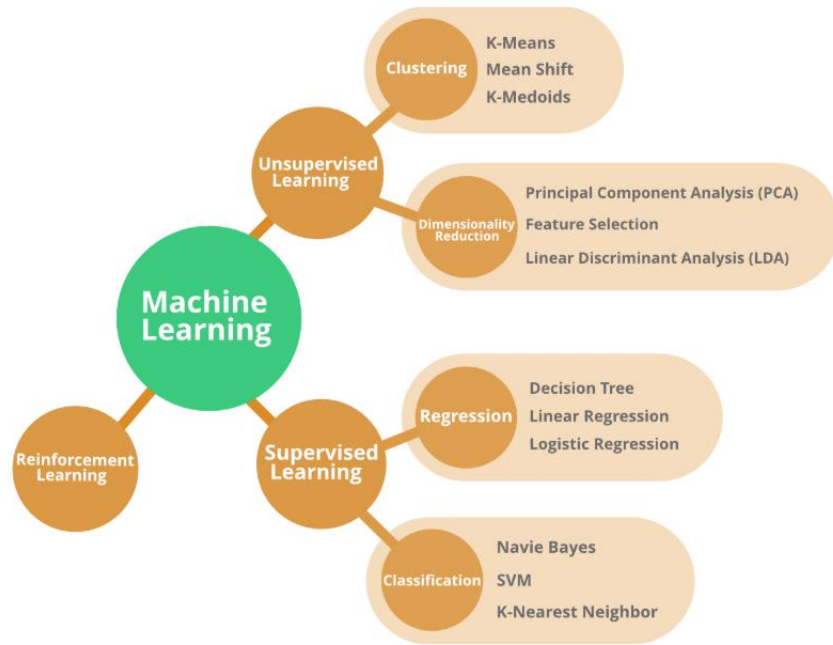 Clustering
K-Means
Mean Shift
K-Medoids
Unsupervised
Learning
Dimensionality
Reduction
Principal Component Analysis (PCA)
Feature Selection
Linear Discriminant Analysis (LDA)
Machine
Learning
Reinforcement
Learning
Supervised
Learning
Regression
Decision Tree
Linear Regression
Logistic Regression
Classification
Navie Bayes
SVM
K-Nearest Neighbor